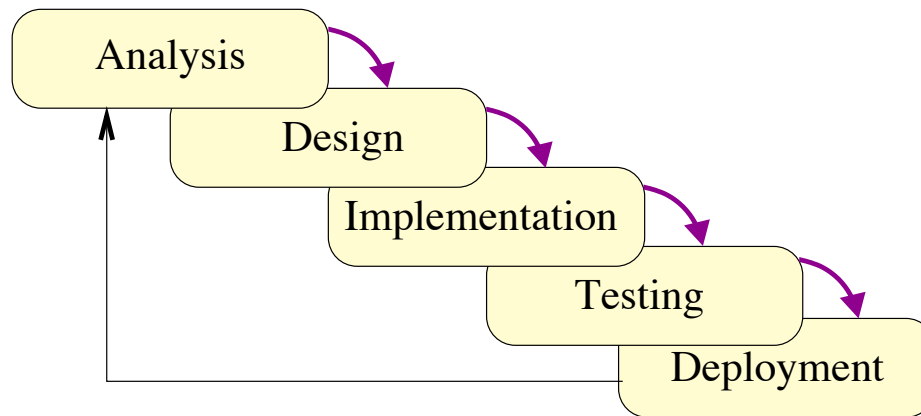 Analysis
Design
Implementation
Testing
Deployment